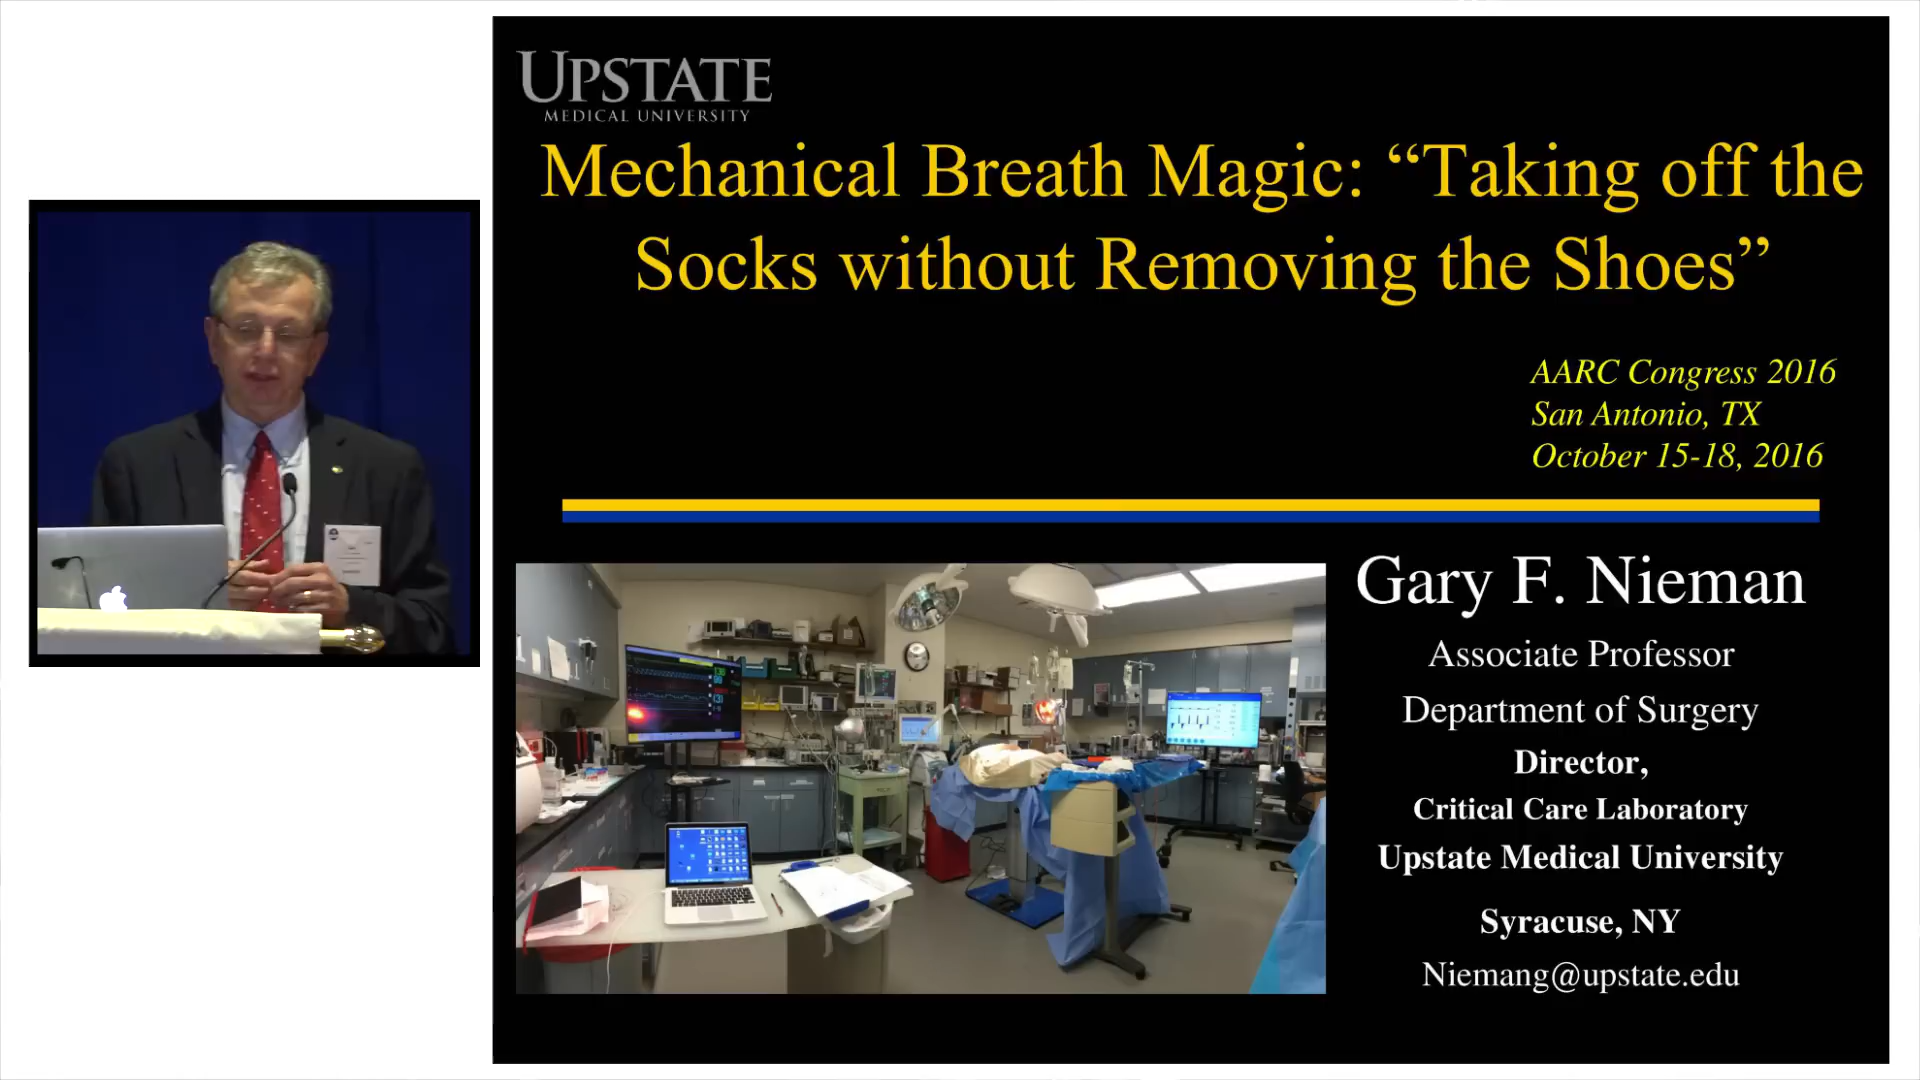 UPSTATE
MEDICAL UNIVERSITY
Mechanical Breath Magic: “Taking off the
Socks without Removing the Shoes”
AARC Congress 2016
San Antonio, TX
October 15-18, 2016
Gary F. Nieman
Associate Professor
Department of Surgery
Director,
Critical Care Laboratory
Upstate Medical University
Syracuse, NY
Niemang@upstate.edu